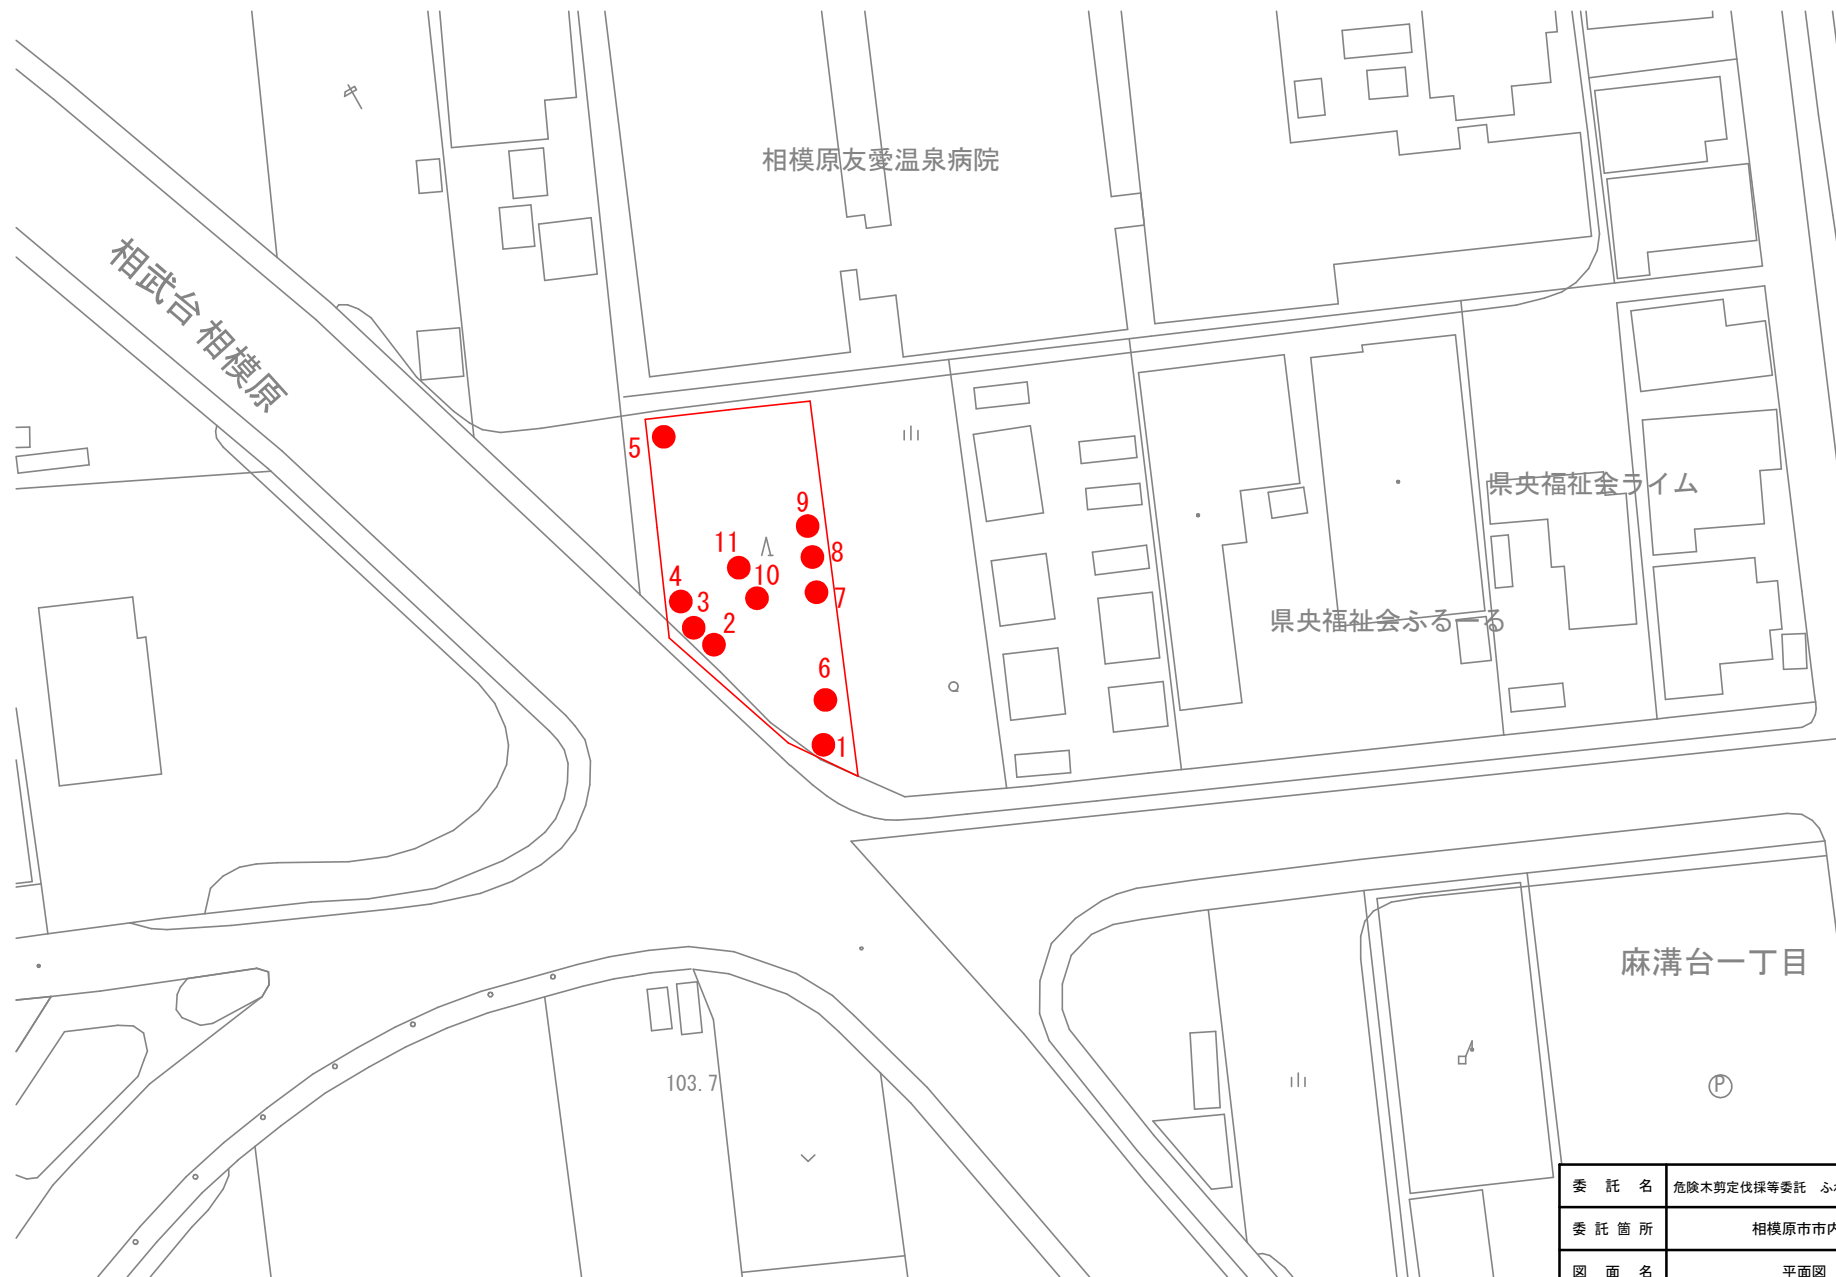 相模原友愛温泉病院
相武台 相模原
5
9
県央福祉会ライム
11
8
10
4
7
3
県央福祉会ふるーる
2
6
1
麻溝台一丁目
103.7
P
委託名 危険木剪定伐採等委託 ふ
委託箇所 相模原市市内
図面名 平面図